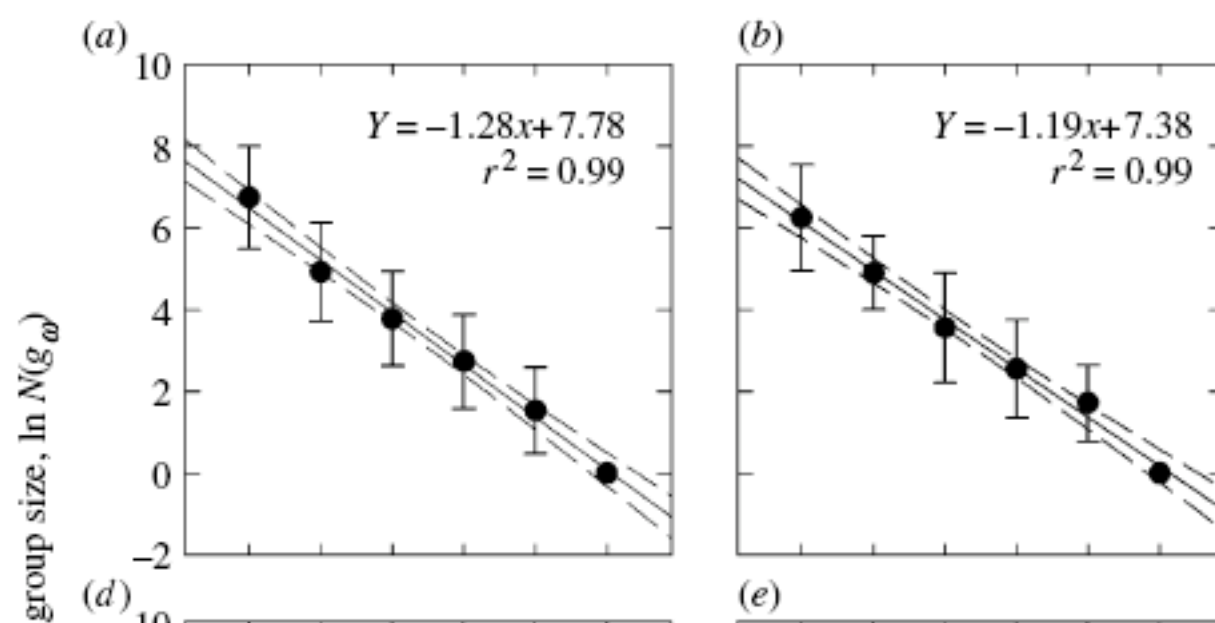 (a)
10
8
6
4
2
0
−2
Y = −1.28x+7.78
r² = 0.99
(b)
Y = −1.19x+7.38
r² = 0.99
group size, ln N(gω)
(d)
10
(e)